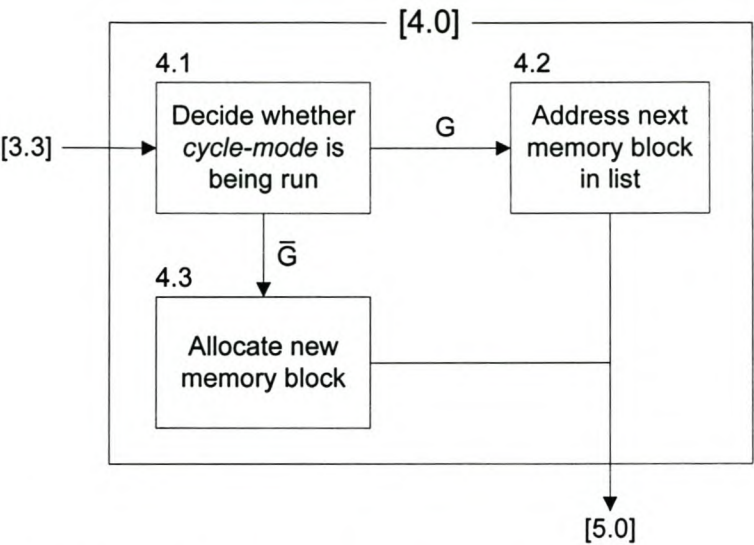 [4.0]
4.1
Decide whether
cycle-mode is
being run
[3.3]
G
4.2
Address next
memory block
in list
G̅
4.3
Allocate new
memory block
[5.0]